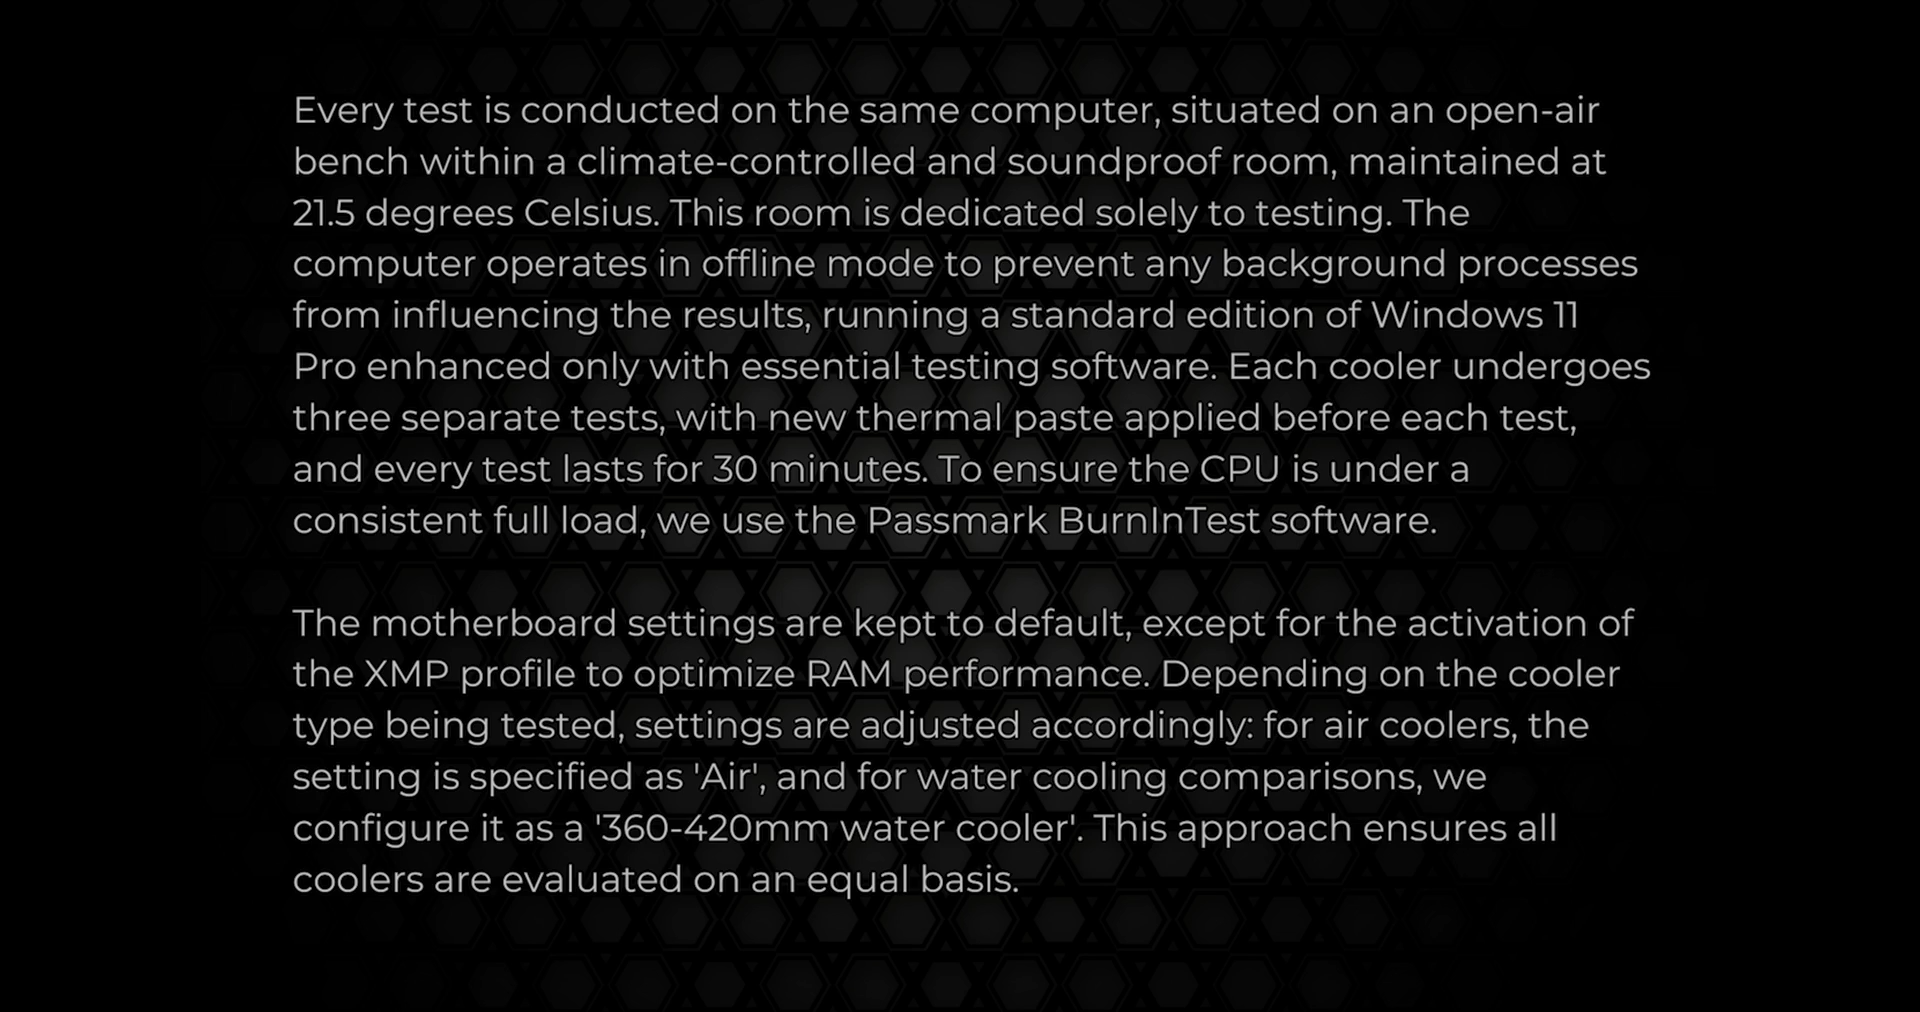 Every test is conducted on the same computer, situated on an open-air
bench within a climate-controlled and soundproof room, maintained at
21.5 degrees Celsius. This room is dedicated solely to testing. The
computer operates in offline mode to prevent any background processes
from influencing the results, running a standard edition of Windows 11
Pro enhanced only with essential testing software. Each cooler undergoes
three separate tests, with new thermal paste applied before each test,
and every test lasts for 30 minutes. To ensure the CPU is under a
consistent full load, we use the Passmark BurnInTest software.
The motherboard settings are kept to default, except for the activation of
the XMP profile to optimize RAM performance. Depending on the cooler
type being tested, settings are adjusted accordingly: for air coolers, the
setting is specified as 'Air', and for water cooling comparisons, we
configure it as a '360-420mm water cooler'. This approach ensures all
coolers are evaluated on an equal basis.